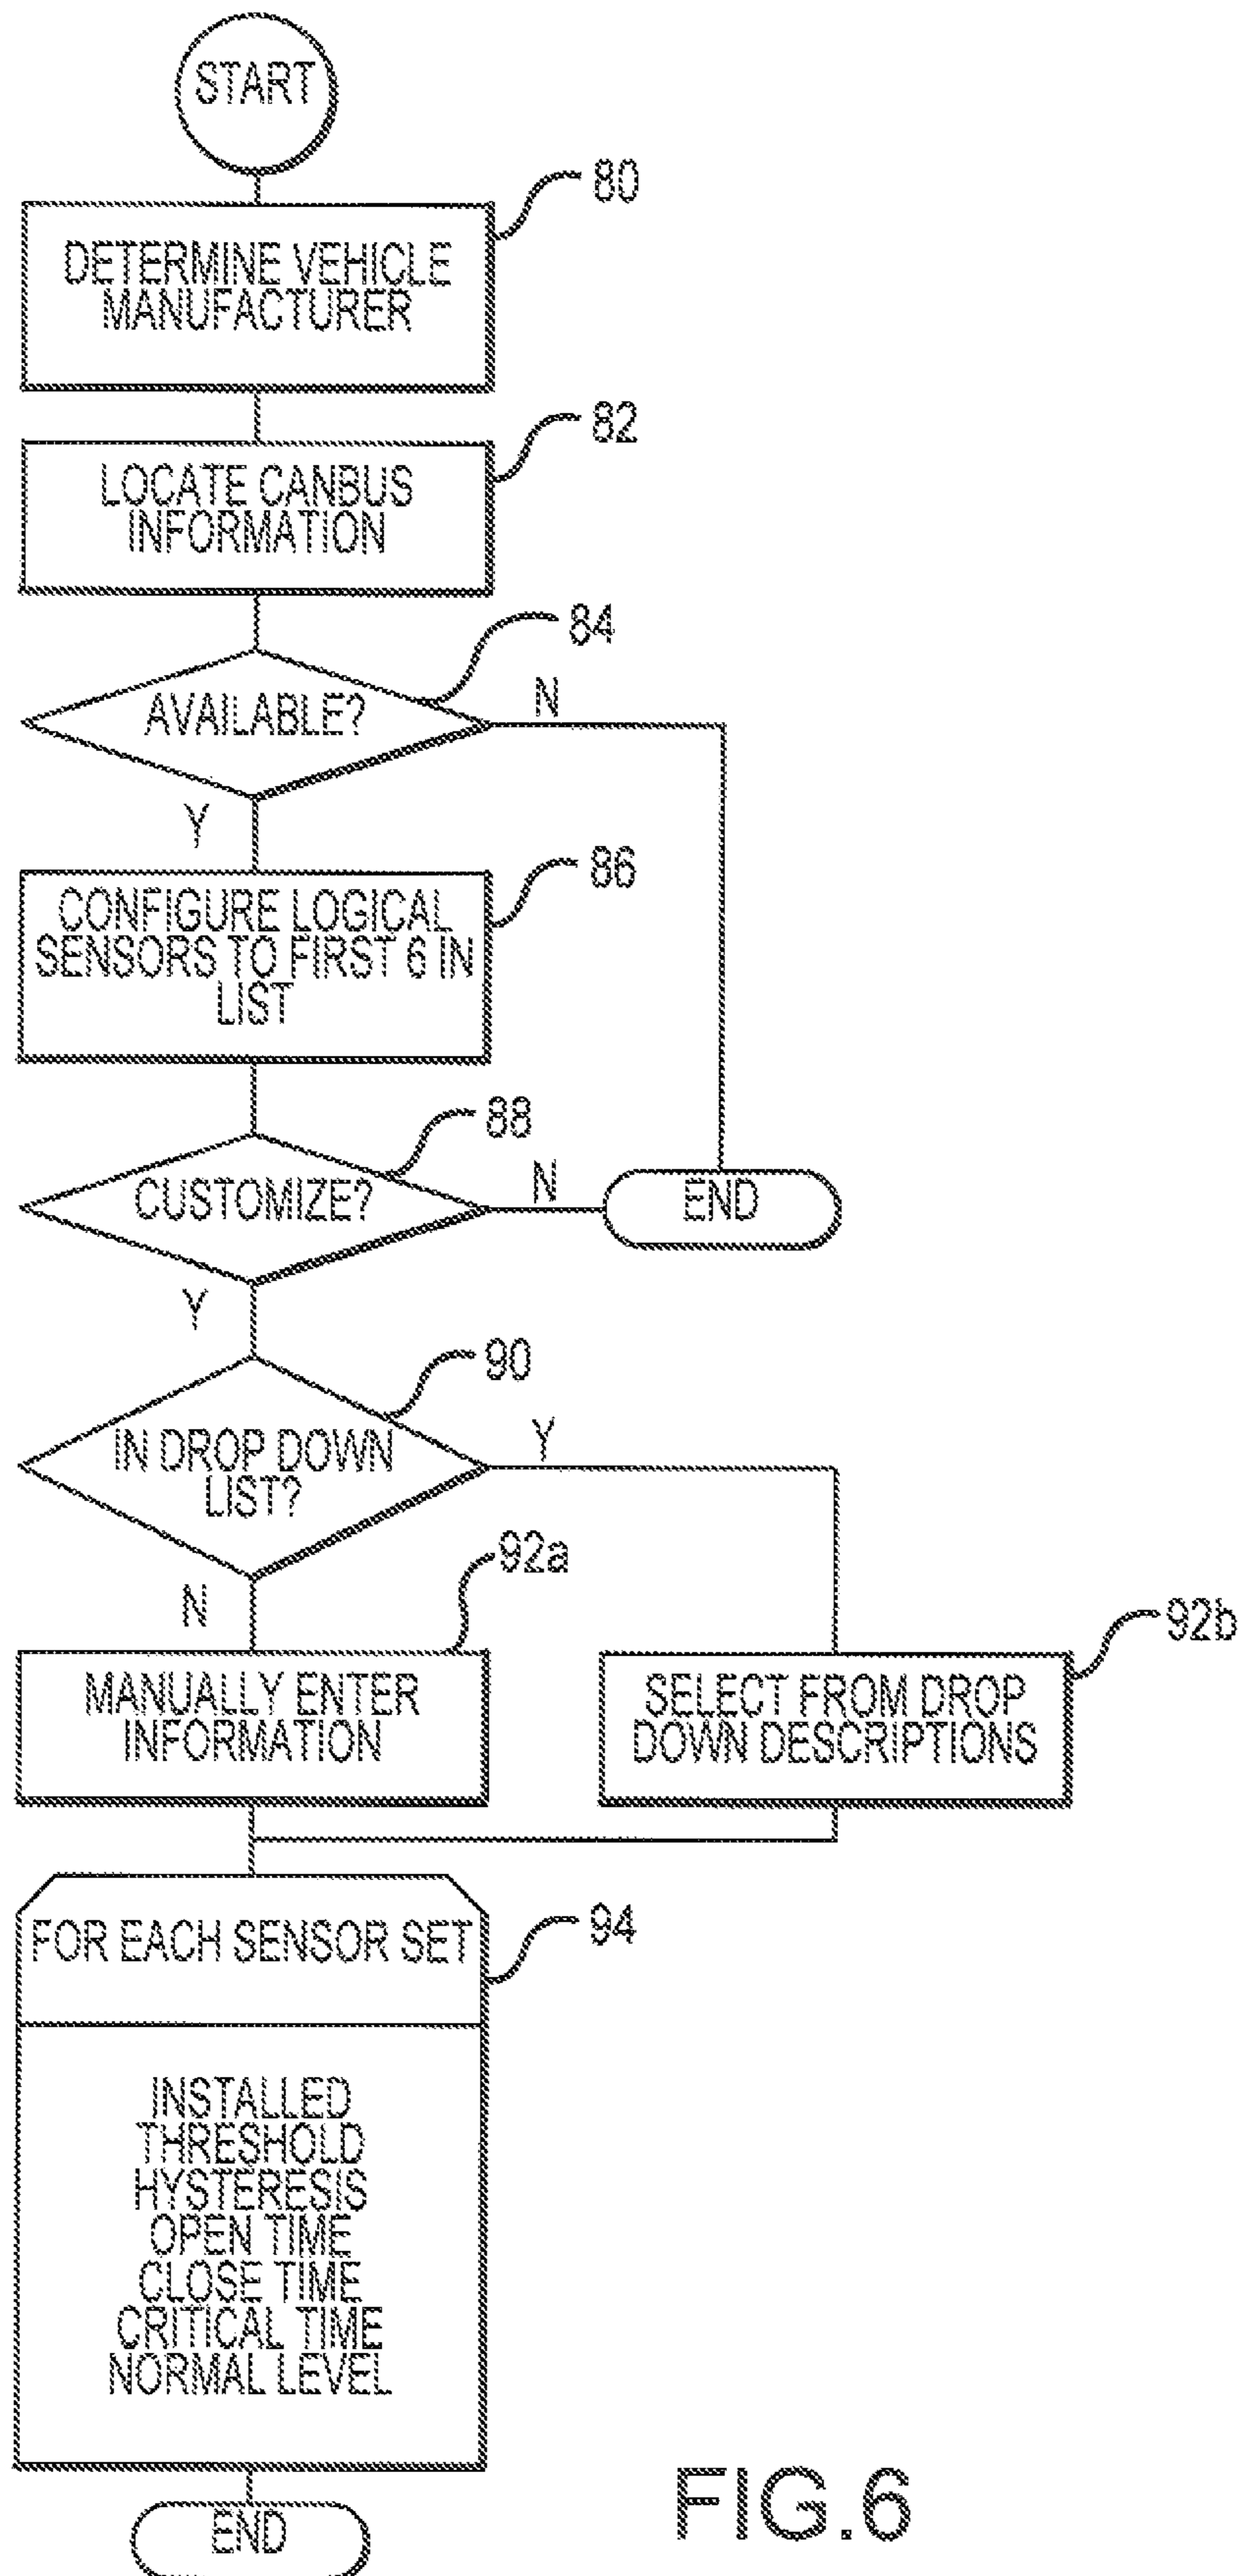 START
80
DETERMINE VEHICLE
MANUFACTURER
82
LOCATE CANBUS
INFORMATION
84
AVAILABLE?
N
Y
86
CONFIGURE LOGICAL
SENSORS TO FIRST 6 IN
LIST
88
CUSTOMIZE?
N
END
Y
90
IN DROP DOWN
LIST?
Y
92a
N
92b
MANUALLY ENTER
INFORMATION
SELECT FROM DROP
DOWN DESCRIPTIONS
94
FOR EACH SENSOR SET
INSTALLED
THRESHOLD
HYSTERESIS
OPEN TIME
CLOSE TIME
CRITICAL TIME
NORMAL LEVEL
END
FIG.6